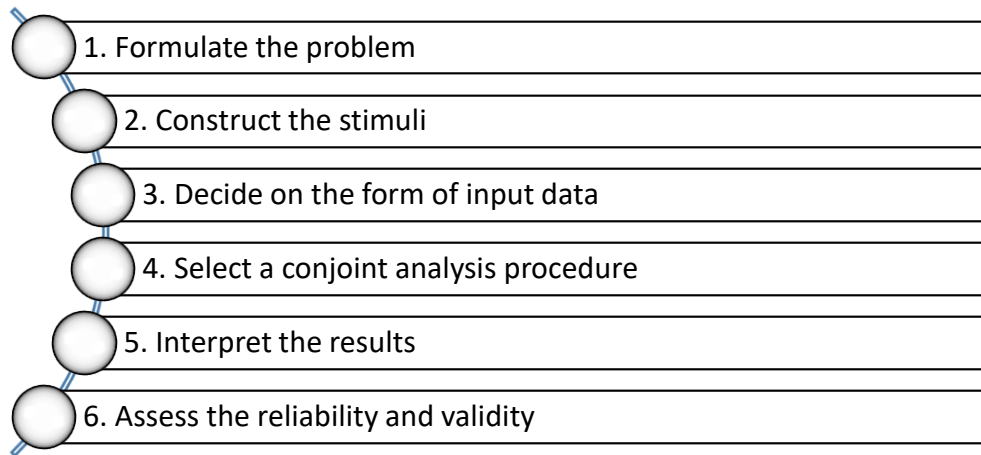 1. Formulate the problem
2. Construct the stimuli
3. Decide on the form of input data
4. Select a conjoint analysis procedure
5. Interpret the results
6. Assess the reliability and validity